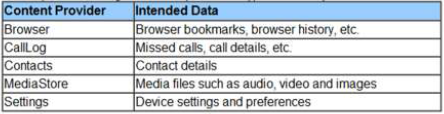 Content Provider Intended Data
Browser Browser bookmarks, browser history, etc.
CallLog Missed calls, call details, etc.
Contacts Contact details
MediaStore Media files such as audio, video and images
Settings Device settings and preferences